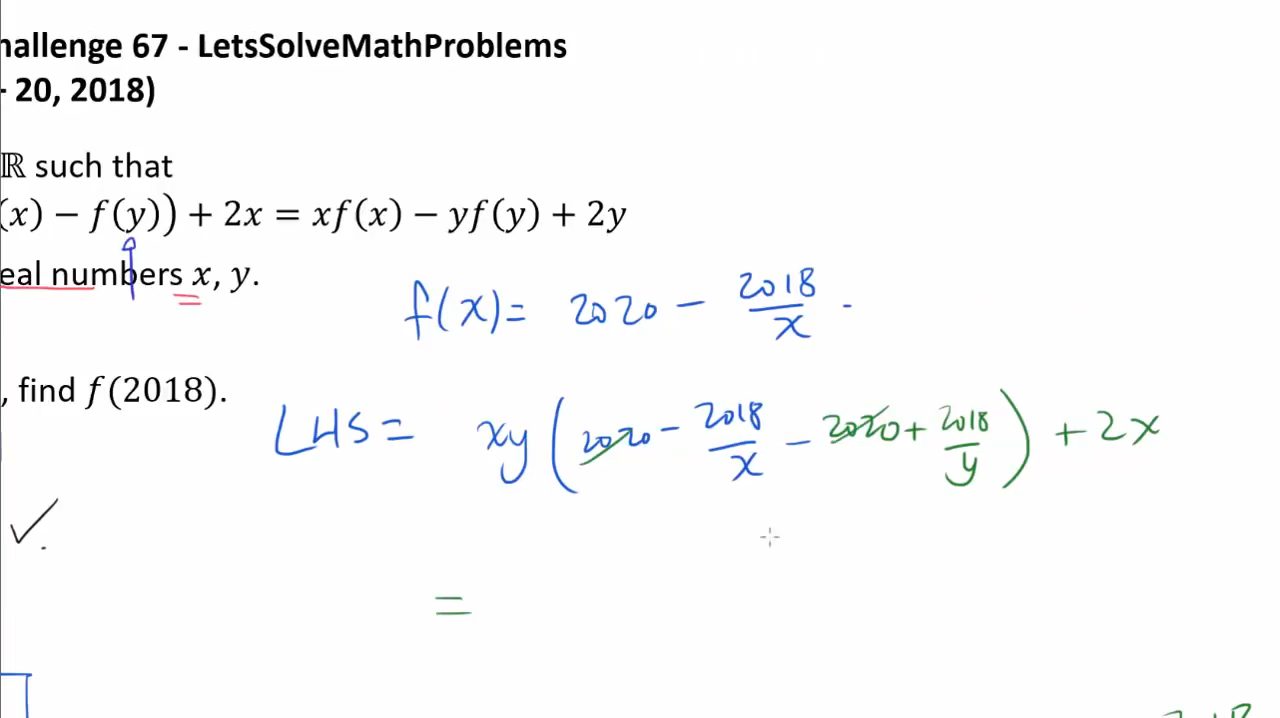 hallenge 67 - LetsSolveMathProblems
- 20, 2018)
ℝ such that
(x) − f(y)) + 2x = xf(x) − yf(y) + 2y
eal numbers x, y.
f(x) = 2020 − 2018/x .
, find f(2018).
LHS = xy(2020 − 2018/x − 2020 + 2018/y) + 2x
✓.
=